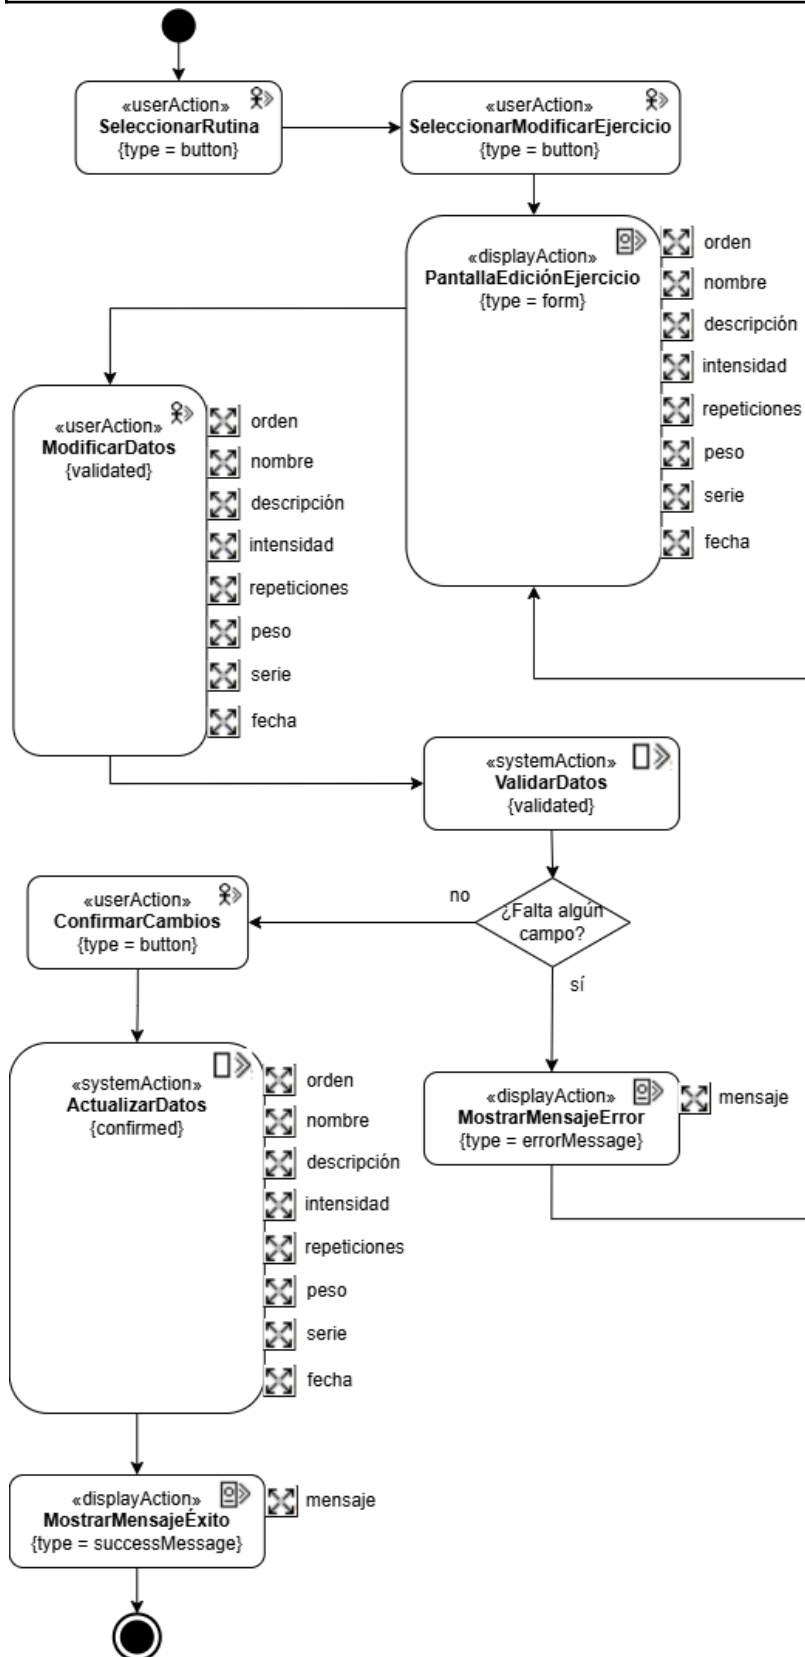 «userAction»
SeleccionarRutina
{type = button}
«userAction»
SeleccionarModificarEjercicio
{type = button}
«displayAction»
PantallaEdiciónEjercicio
{type = form}
orden
nombre
descripción
intensidad
repeticiones
peso
serie
fecha
«userAction»
ModificarDatos
{validated}
orden
nombre
descripción
intensidad
repeticiones
peso
serie
fecha
«systemAction»
ValidarDatos
{validated}
¿Falta algún
campo?
no
sí
«userAction»
ConfirmarCambios
{type = button}
«systemAction»
ActualizarDatos
{confirmed}
orden
nombre
descripción
intensidad
repeticiones
peso
serie
fecha
«displayAction»
MostrarMensajeError
{type = errorMessage}
mensaje
«displayAction»
MostrarMensajeÉxito
{type = successMessage}
mensaje